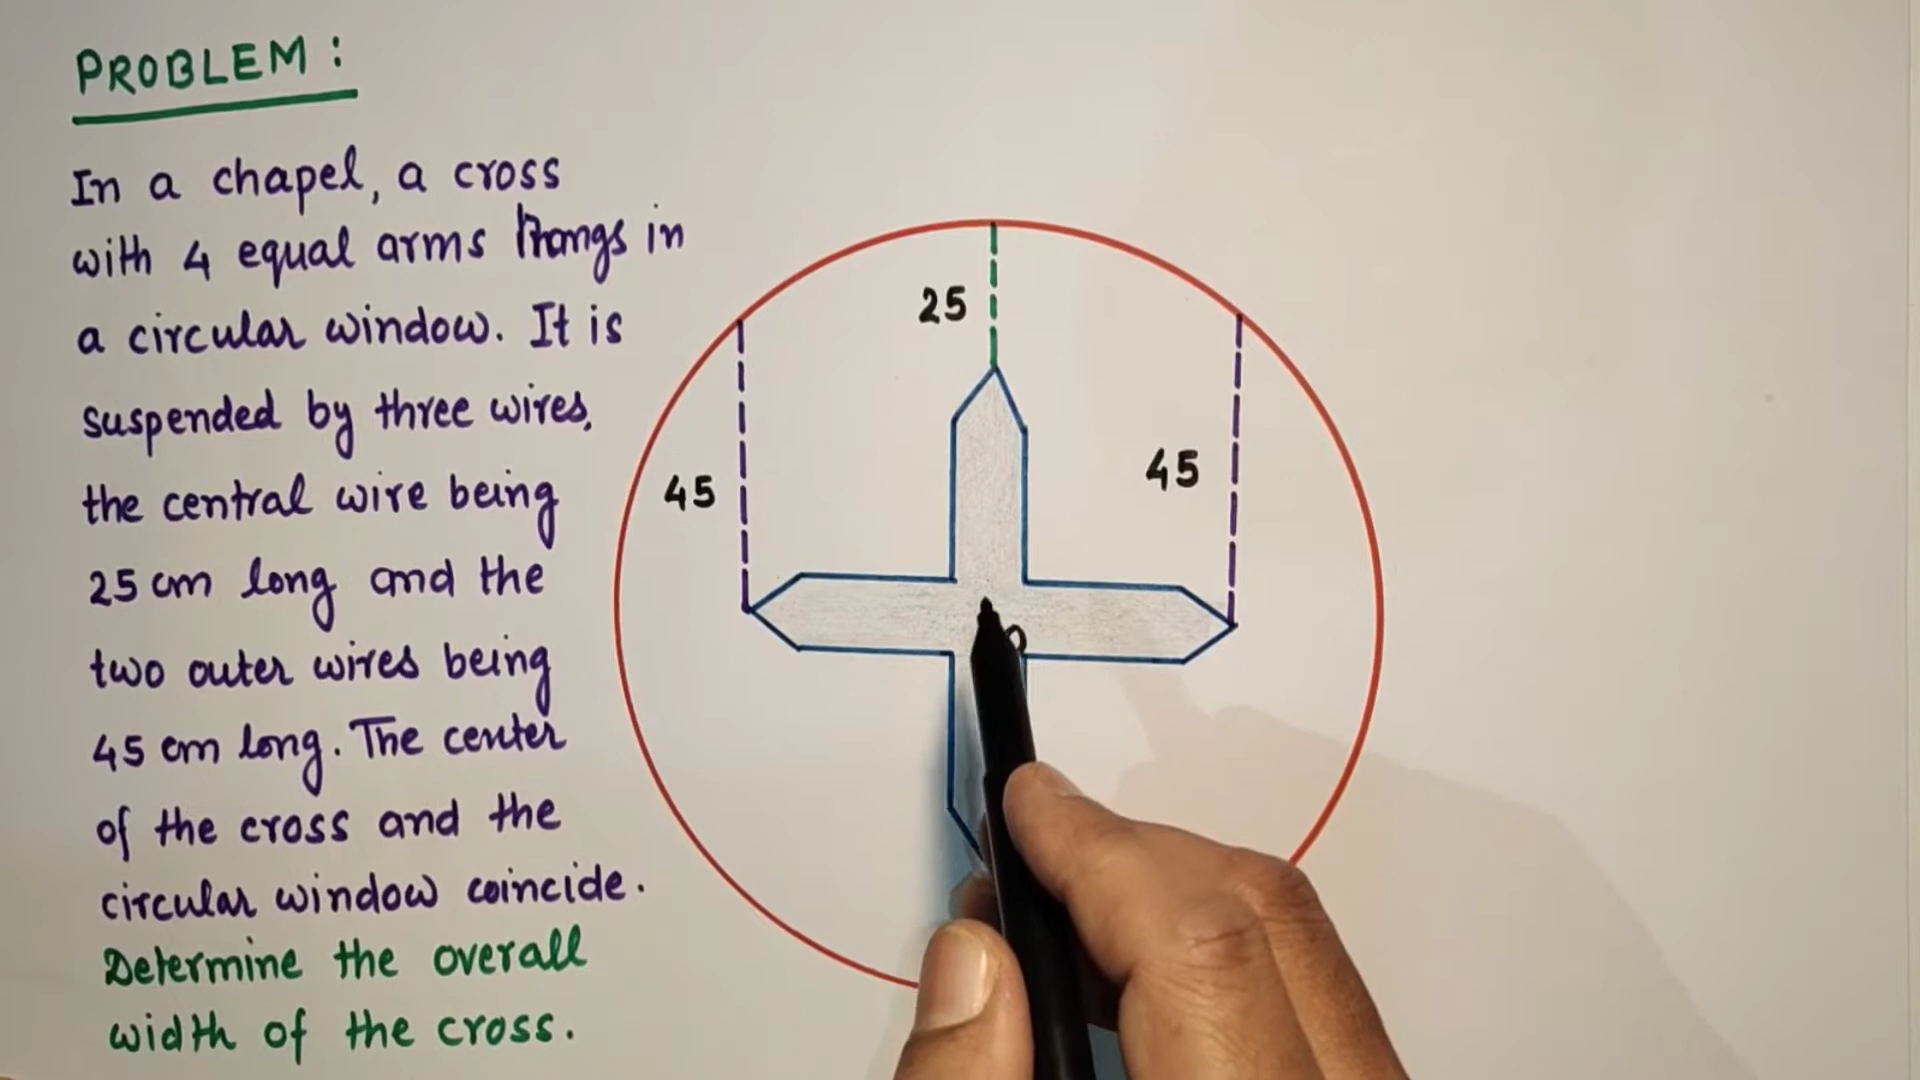 PROBLEM :
In a chapel, a cross
with 4 equal arms hangs in
a circular window. It is
suspended by three wires,
the central wire being
25 cm long and the
two outer wires being
45 cm long. The center
of the cross and the
circular window coincide.
Determine the overall
width of the cross.
25
45
45